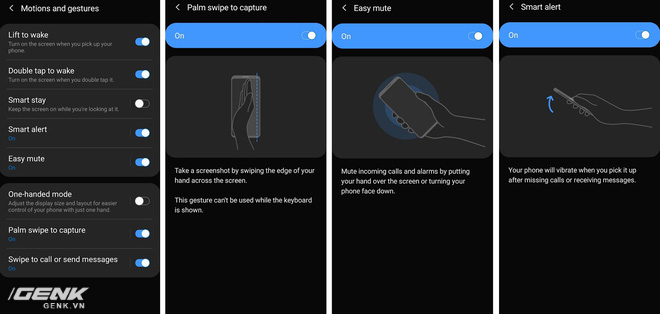 Motions and gestures
Lift to wake
Turn on the screen when you pick up your
phone.
Double tap to wake
Turn on the screen when you double tap it.
Smart stay
Keep the screen on while you're looking at it.
Smart alert
On
Easy mute
On
One-handed mode
Adjust the display size and layout for easier
control of your phone with just one hand.
Palm swipe to capture
On
Swipe to call or send messages
On
/GENK
GENK.VN
Palm swipe to capture
On
Take a screenshot by swiping the edge of your
hand across the screen.
This gesture can't be used while the keyboard
is shown.
Easy mute
On
Mute incoming calls and alarms by putting
your hand over the screen or turning your
phone face down.
Smart alert
On
Your phone will vibrate when you pick it up
after missing calls or receiving messages.